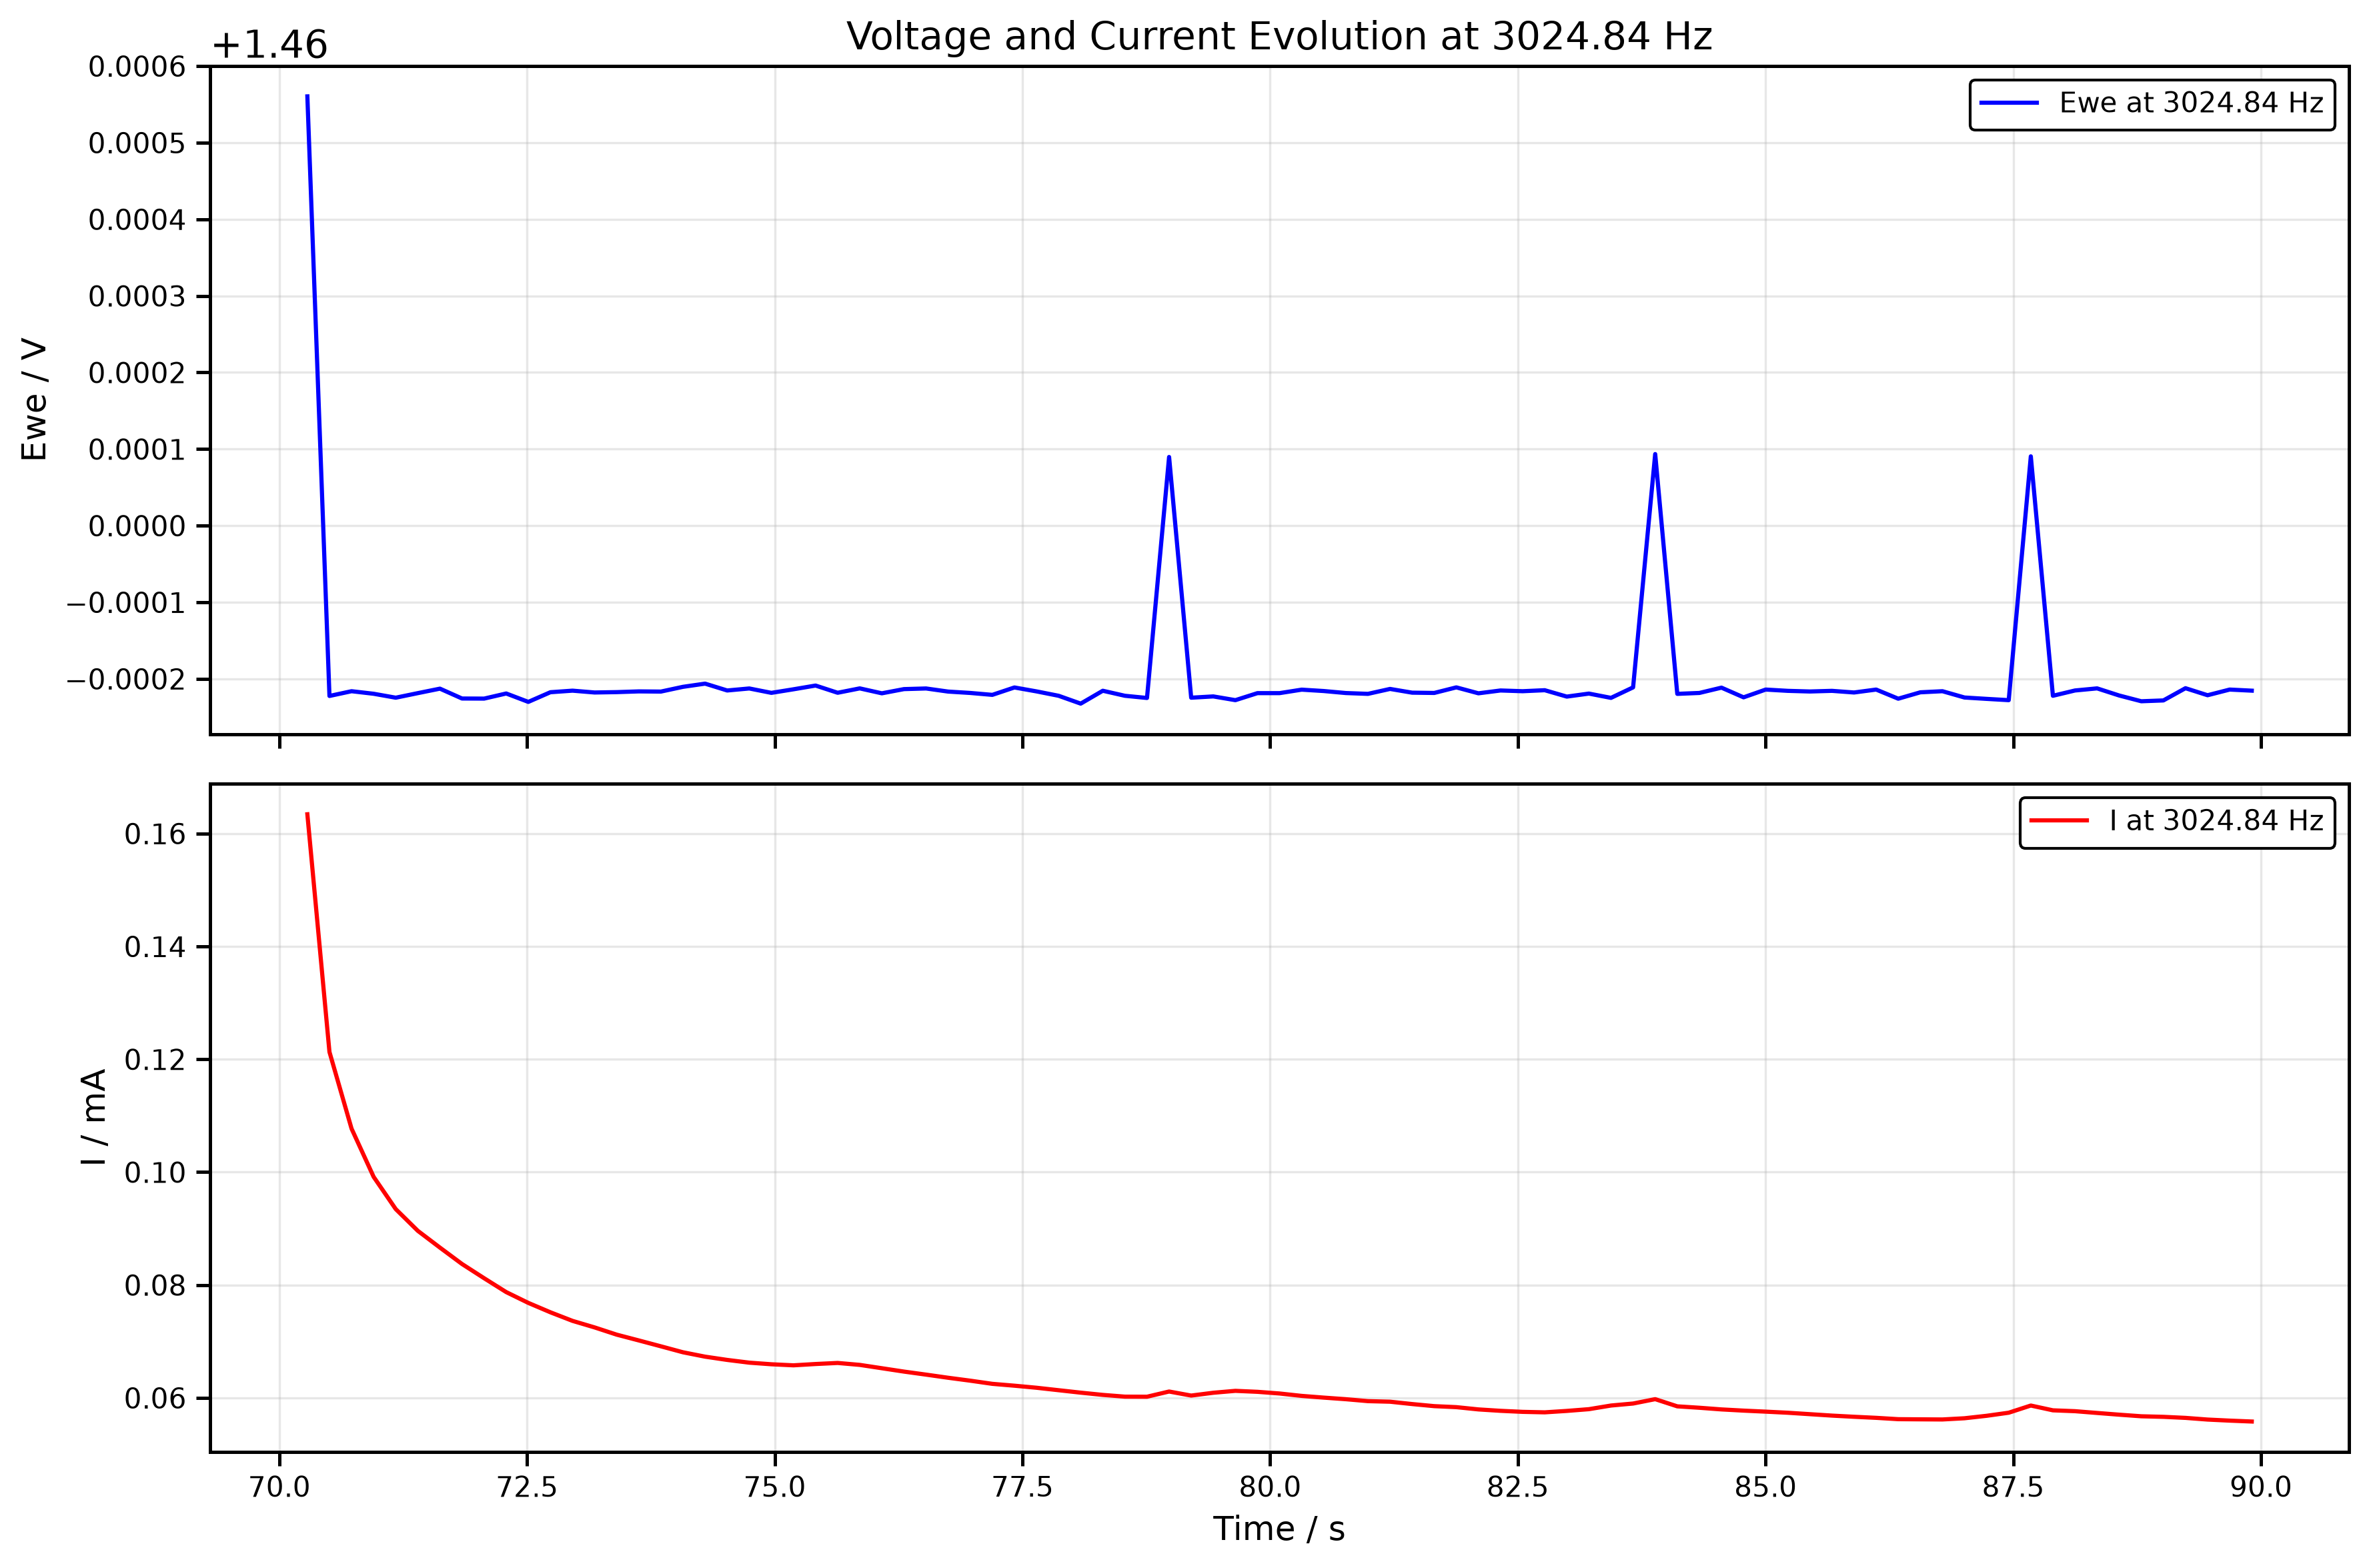 Voltage and Current Evolution at 3024.84 Hz
+1.46
0.0006
0.0005
0.0004
0.0003
0.0002
0.0001
0.0000
−0.0001
−0.0002
Ewe / V
Ewe at 3024.84 Hz
0.16
0.14
0.12
0.10
0.08
0.06
I / mA
I at 3024.84 Hz
70.0 72.5 75.0 77.5 80.0 82.5 85.0 87.5 90.0
Time / s